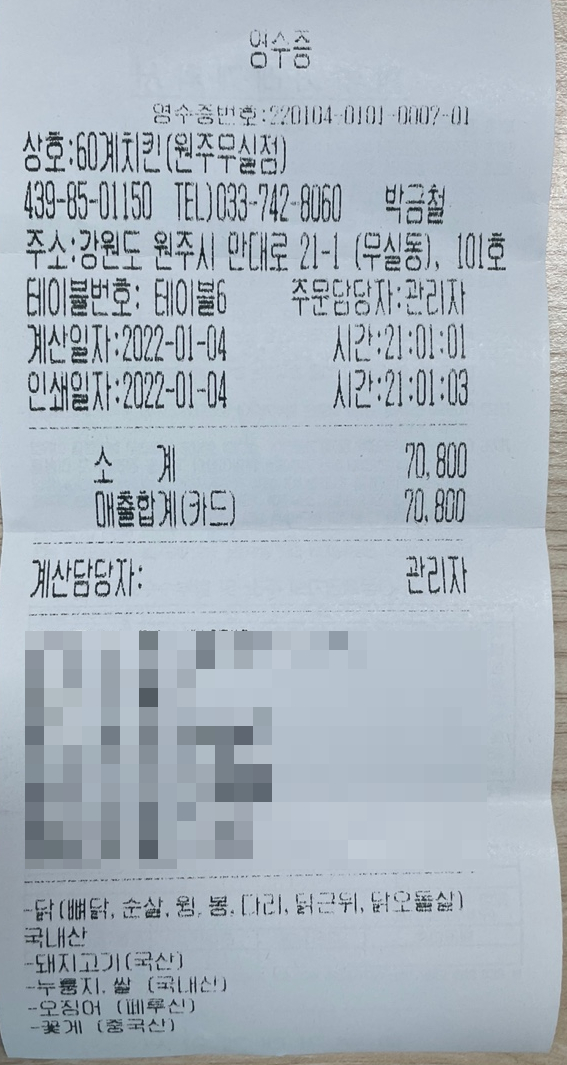 영수증
영수증번호:220104-0101-0007-01
상호:60계치킨(원주무실점)
439-85-01150 TEL)033-742-8060 박금철
주소:강원도 원주시 만대로 21-1 (무실동), 101호
테이블번호: 테이블6 주문담당자:관리자
계산일자:2022-01-04 시간:21:01:01
인쇄일자:2022-01-04 시간:21:01:03
소 계 70,800
매출합계(카드) 70,800
계산담당자: 관리자
-닭(뼈닭, 순살, 윙, 봉, 다리, 닭근위, 닭오돌살)
국내산
-돼지고기(국산)
-누룽지, 쌀 (국내산)
-오징어 (페루산)
-꽃게 (중국산)